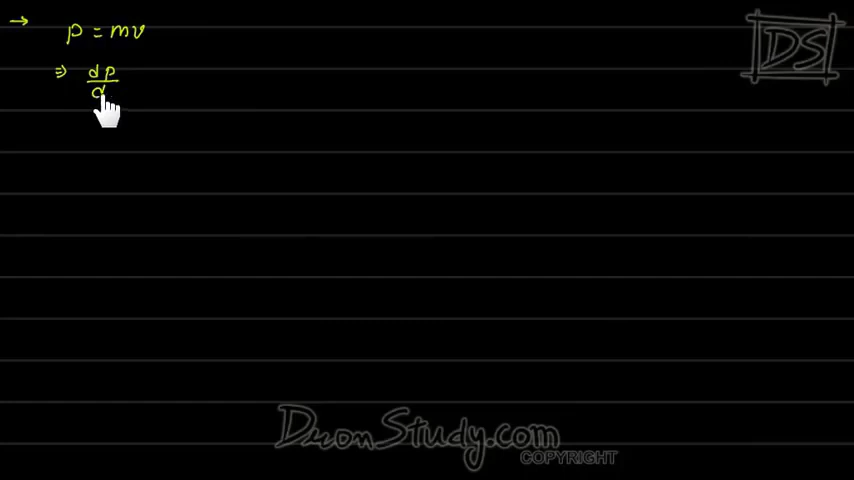 → p = mv
⇒ dp/d
DS
DronStudy.com
COPYRIGHT